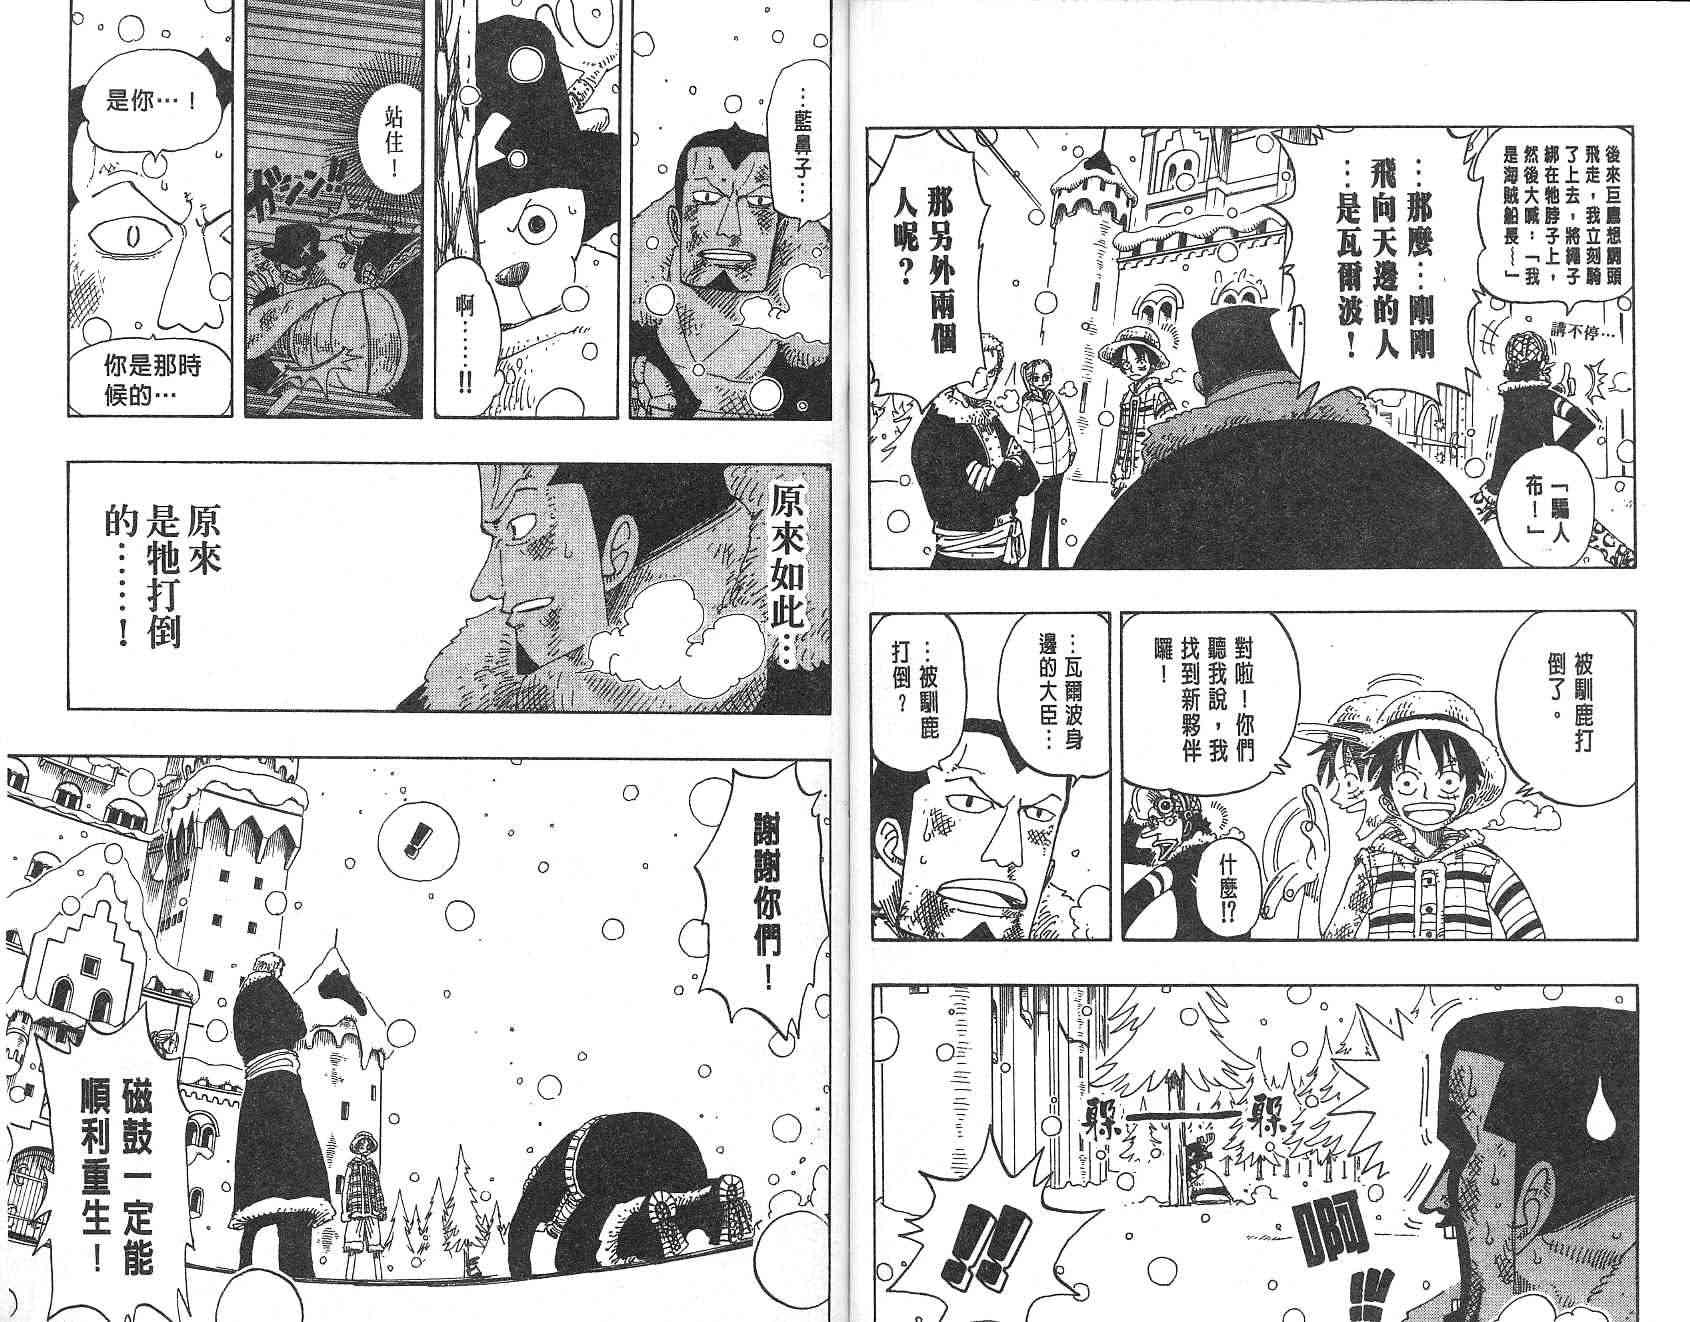 後來巨鷹想調頭
飛走，我立刻騎
了上去，將繩子
綁在牠脖子上，
然後大喊：「我
是海賊船長～」
講不停…
「騙人
布！」
…那麼…剛剛
飛向天邊的人
…是瓦爾波！
那另外兩個
人呢？
被馴鹿打
倒了。
對啦！你們
聽我說，我
找到新夥伴
囉！
什麼!?
…瓦爾波身
邊的大臣…
…被馴鹿
打倒？
躲──躲
啊!!!
!!
…藍鼻子…
啊……!!
站住！
ガシン!!
是你…！
你是那時
候的…
原來如此…
原來
是牠打倒
的……！
!!
謝謝你們！
磁鼓一定能
順利重生！